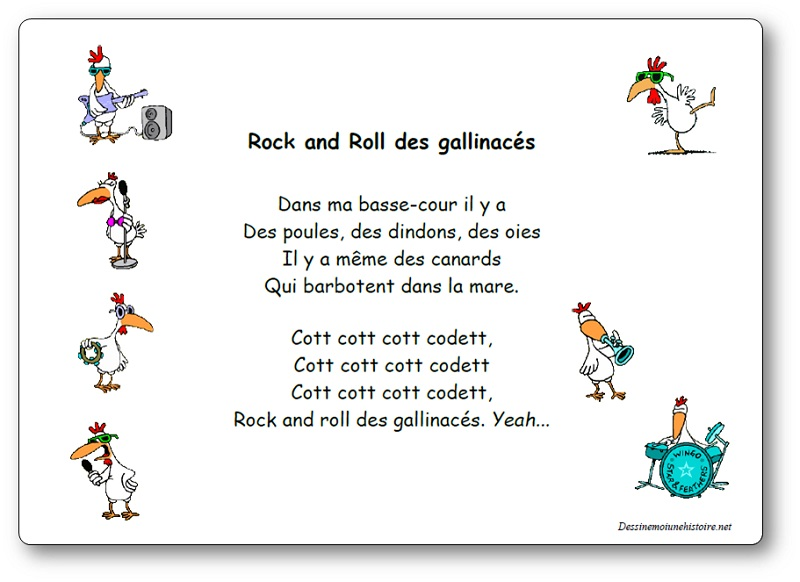 Rock and Roll des gallinacés
Dans ma basse-cour il y a
Des poules, des dindons, des oies
Il y a même des canards
Qui barbotent dans la mare.
Cott cott cott codett,
Cott cott cott codett
Cott cott cott codett,
Rock and roll des gallinacés. Yeah...
WINGO
STAR & FEATHERS
Dessinemoiunehistoire.net